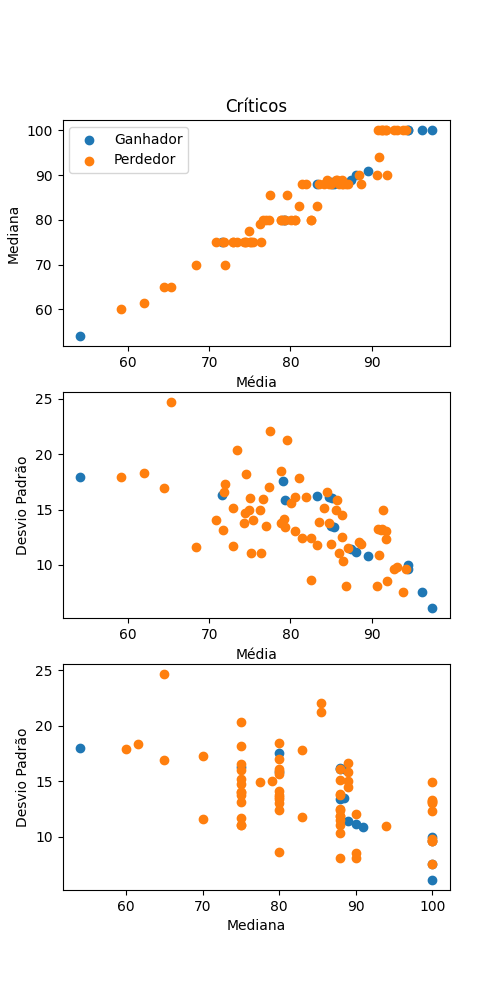 Críticos
Ganhador
Perdedor
100
90
80
70
60
Mediana
60 70 80 90
Média
25
20
15
10
Desvio Padrão
60 70 80 90
Média
25
20
15
10
Desvio Padrão
60 70 80 90 100
Mediana